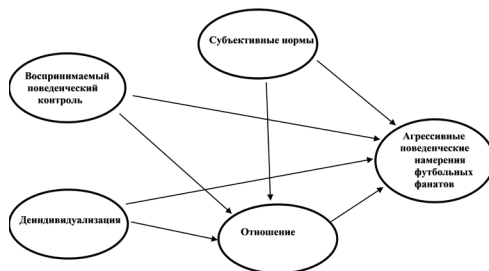 Субъективные нормы
Воспринимаемый
поведенческий
контроль
Агрессивные
поведенческие
намерения
футбольных
фанатов
Деиндивидуализация
Отношение